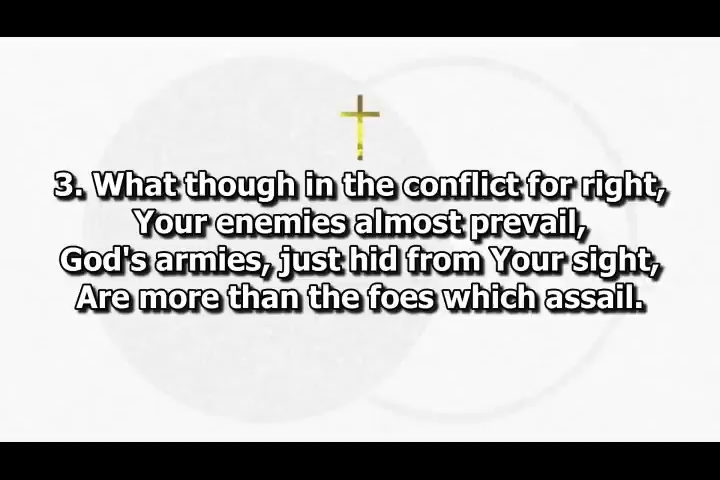 3. What though in the conflict for right,
Your enemies almost prevail,
God's armies, just hid from Your sight,
Are more than the foes which assail.